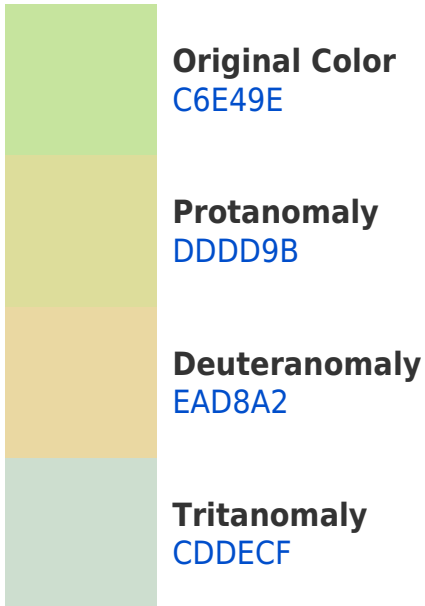 Original Color
C6E49E
Protanomaly
DDDD9B
Deuteranomaly
EAD8A2
Tritanomaly
CDDECF